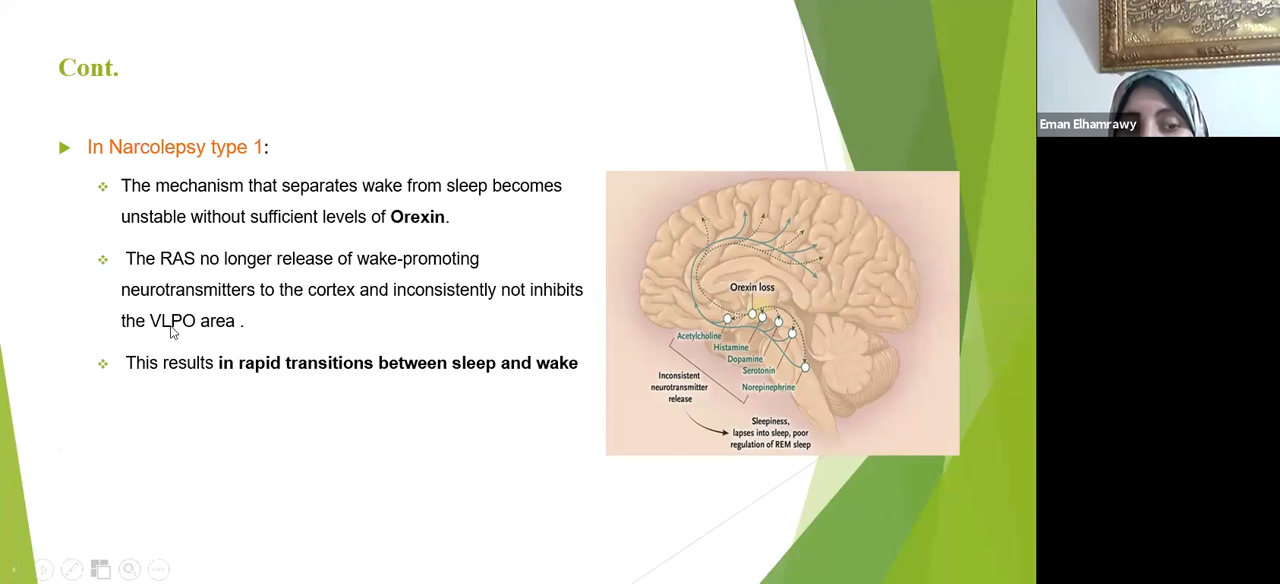 Cont.
In Narcolepsy type 1:
The mechanism that separates wake from sleep becomes
unstable without sufficient levels of Orexin.
The RAS no longer release of wake-promoting
neurotransmitters to the cortex and inconsistently not inhibits
the VLPO area .
This results in rapid transitions between sleep and wake
Orexin loss
Acetylcholine
Histamine
Dopamine
Serotonin
Norepinephrine
Inconsistent
neurotransmitter
release
Sleepiness,
lapses into sleep, poor
regulation of REM sleep
Eman Elhamrawy